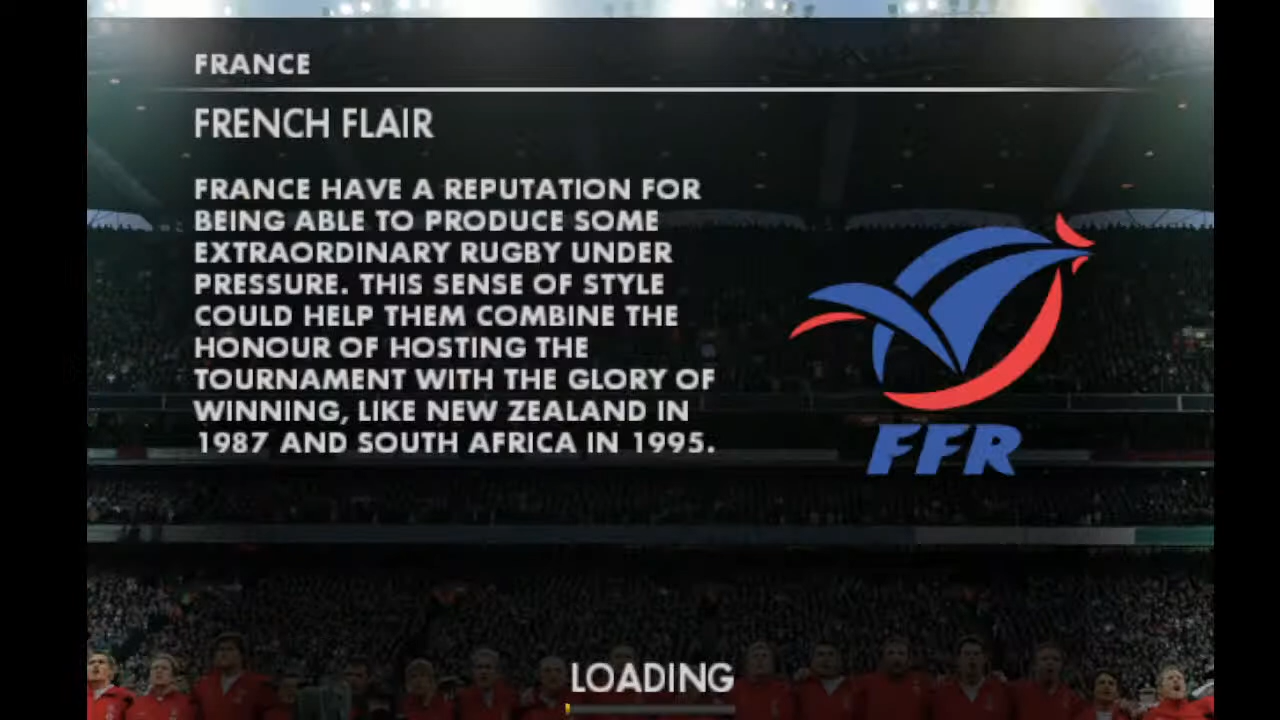 FRANCE
FRENCH FLAIR
FRANCE HAVE A REPUTATION FOR
BEING ABLE TO PRODUCE SOME
EXTRAORDINARY RUGBY UNDER
PRESSURE. THIS SENSE OF STYLE
COULD HELP THEM COMBINE THE
HONOUR OF HOSTING THE
TOURNAMENT WITH THE GLORY OF
WINNING, LIKE NEW ZEALAND IN
1987 AND SOUTH AFRICA IN 1995.
FFR
LOADING